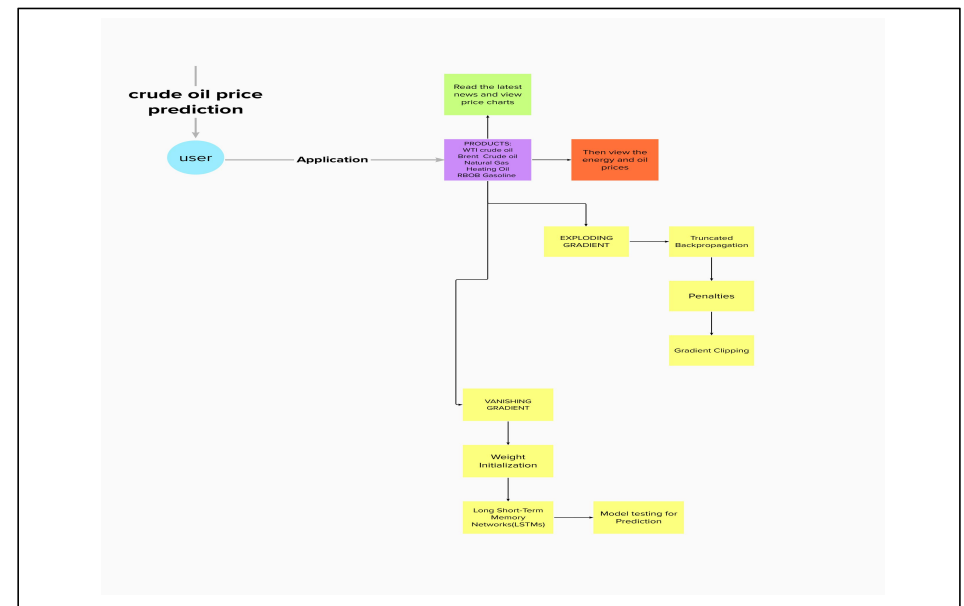 crude oil price
prediction
user
Application
Read the latest
news and view
price charts
PRODUCTS:
WTI crude oil
Brent Crude oil
Natural Gas
Heating Oil
RBOB Gasoline
Then view the
energy and oil
prices
EXPLODING
GRADIENT
Truncated
Backpropagation
Penalties
Gradient Clipping
VANISHING
GRADIENT
Weight
Initialization
Long Short-Term
Memory
Networks(LSTMs)
Model testing for
Prediction